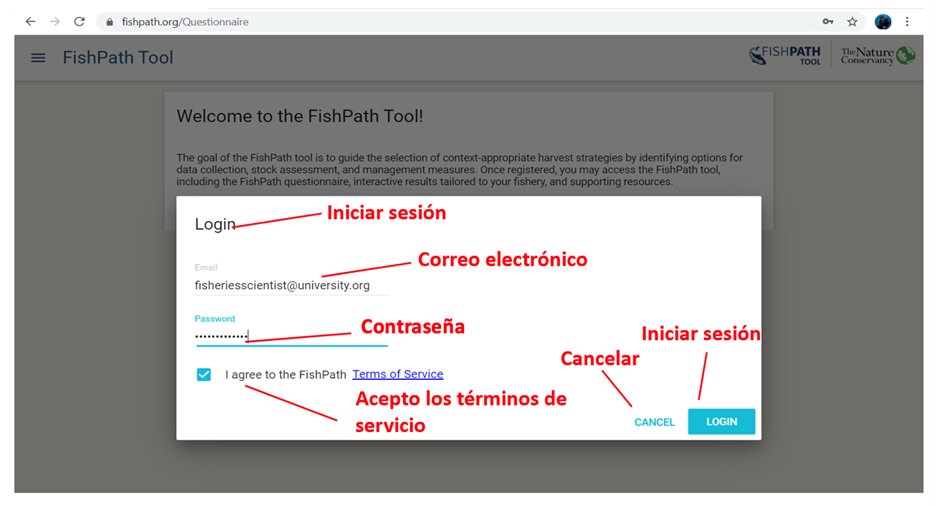 fishpath.org/Questionnaire
FishPath Tool
FISHPATH
TOOL
The Nature
Conservancy
Welcome to the FishPath Tool!
The goal of the FishPath tool is to guide the selection of context-appropriate harvest strategies by identifying options for
data collection, stock assessment, and management measures. Once registered, you may access the FishPath tool,
including the FishPath questionnaire, interactive results tailored to your fishery, and supporting resources.
Login
Iniciar sesión
Email
Correo electrónico
fisheriesscientist@university.org
Password
Contraseña
•••••••••••••
Iniciar sesión
Cancelar
I agree to the FishPath Terms of Service
Acepto los términos de
servicio
CANCEL
LOGIN